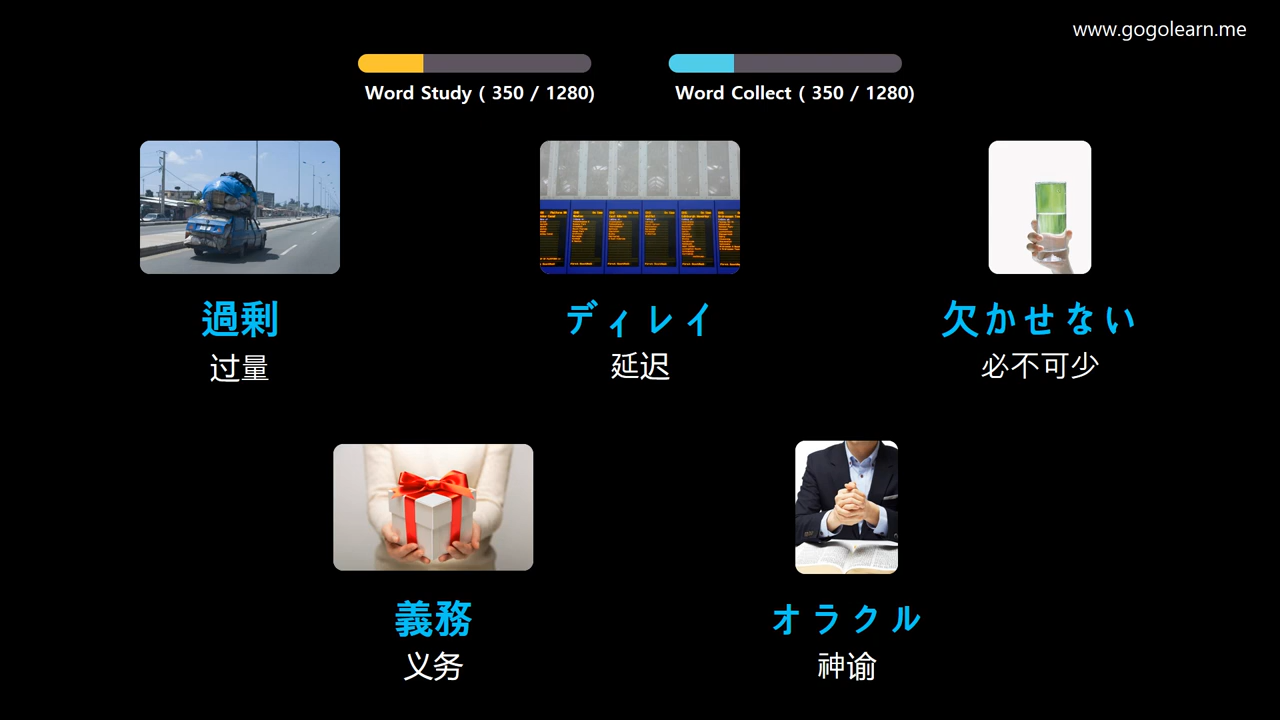 www.gogolearn.me
Word Study ( 350 / 1280)
Word Collect ( 350 / 1280)
過剰
过量
ディレイ
延迟
欠かせない
必不可少
義務
义务
オラクル
神谕